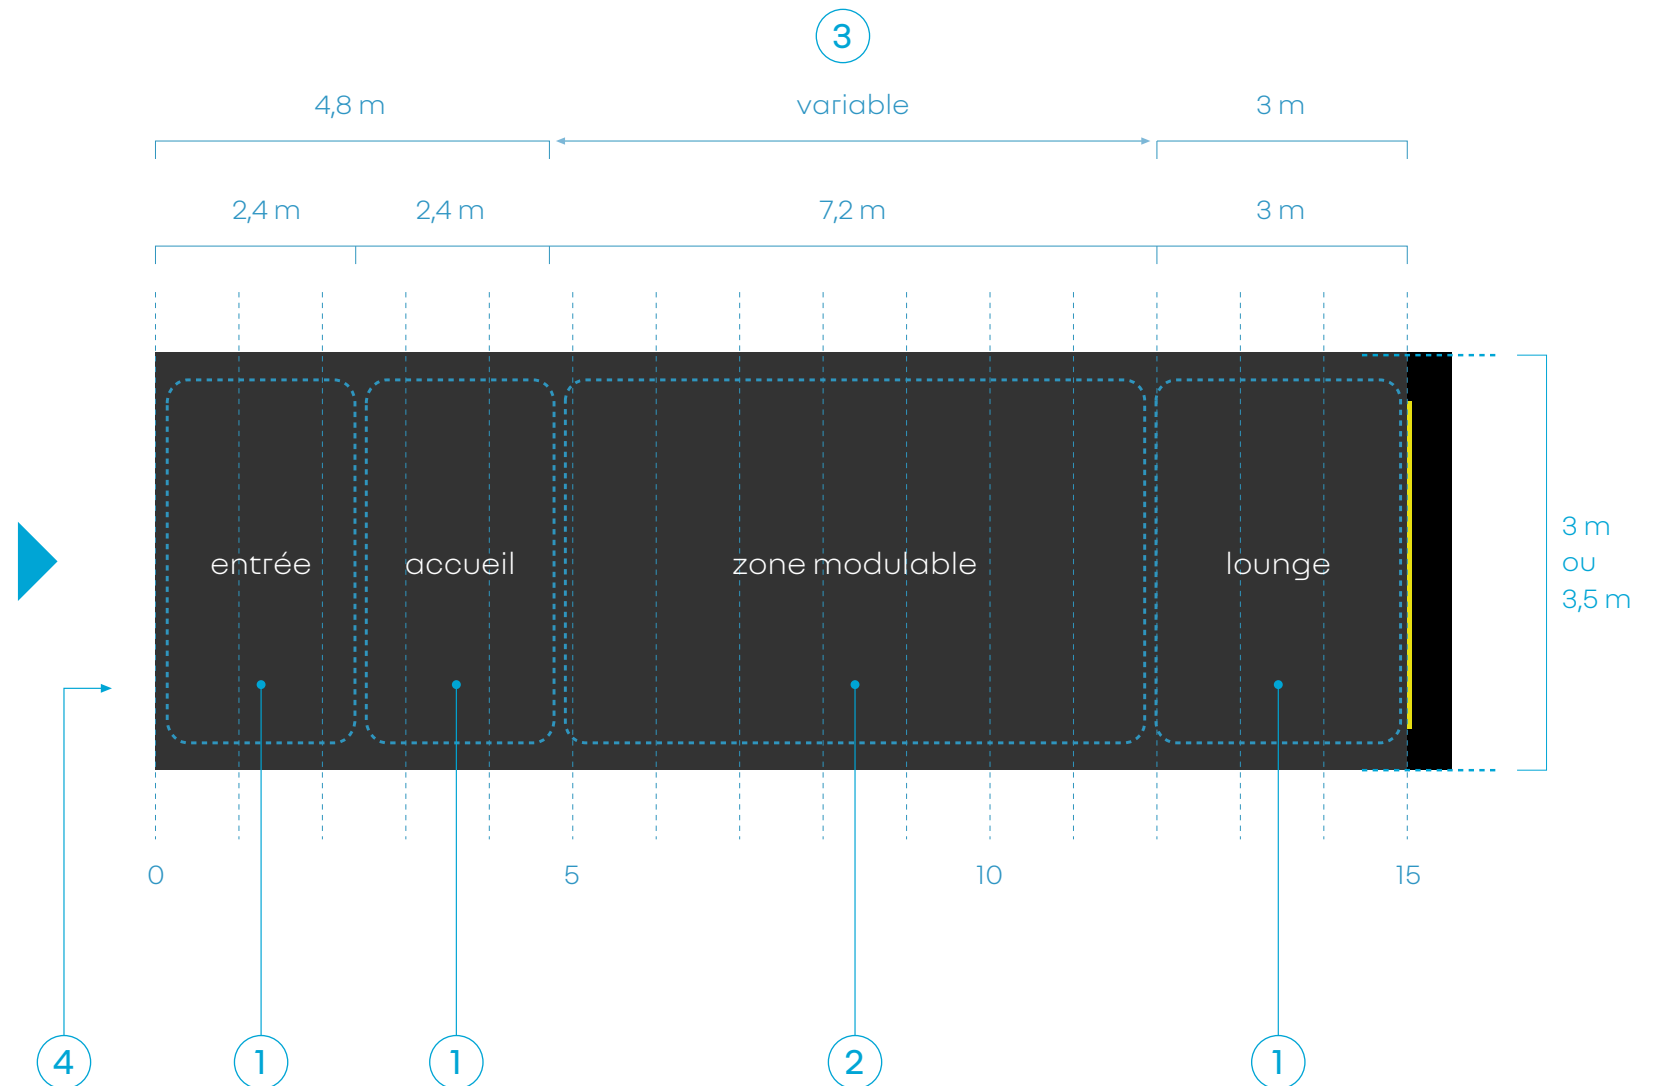 3
4,8 m
variable
3 m
2,4 m
2,4 m
7,2 m
3 m
entrée
accueil
zone modulable
lounge
3 m
ou
3,5 m
0
5
10
15
4
1
1
2
1